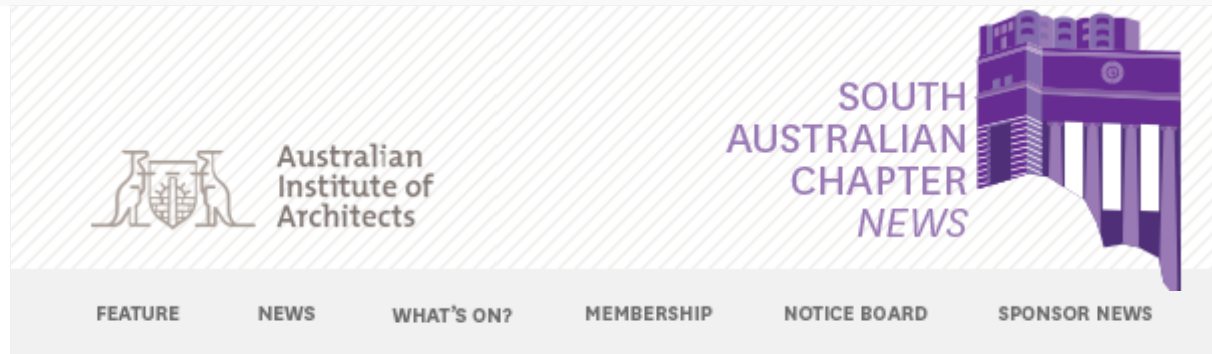 SOUTH
AUSTRALIAN
CHAPTER
NEWS
Australian
Institute of
Architects
FEATURE NEWS WHAT'S ON? MEMBERSHIP NOTICE BOARD SPONSOR NEWS